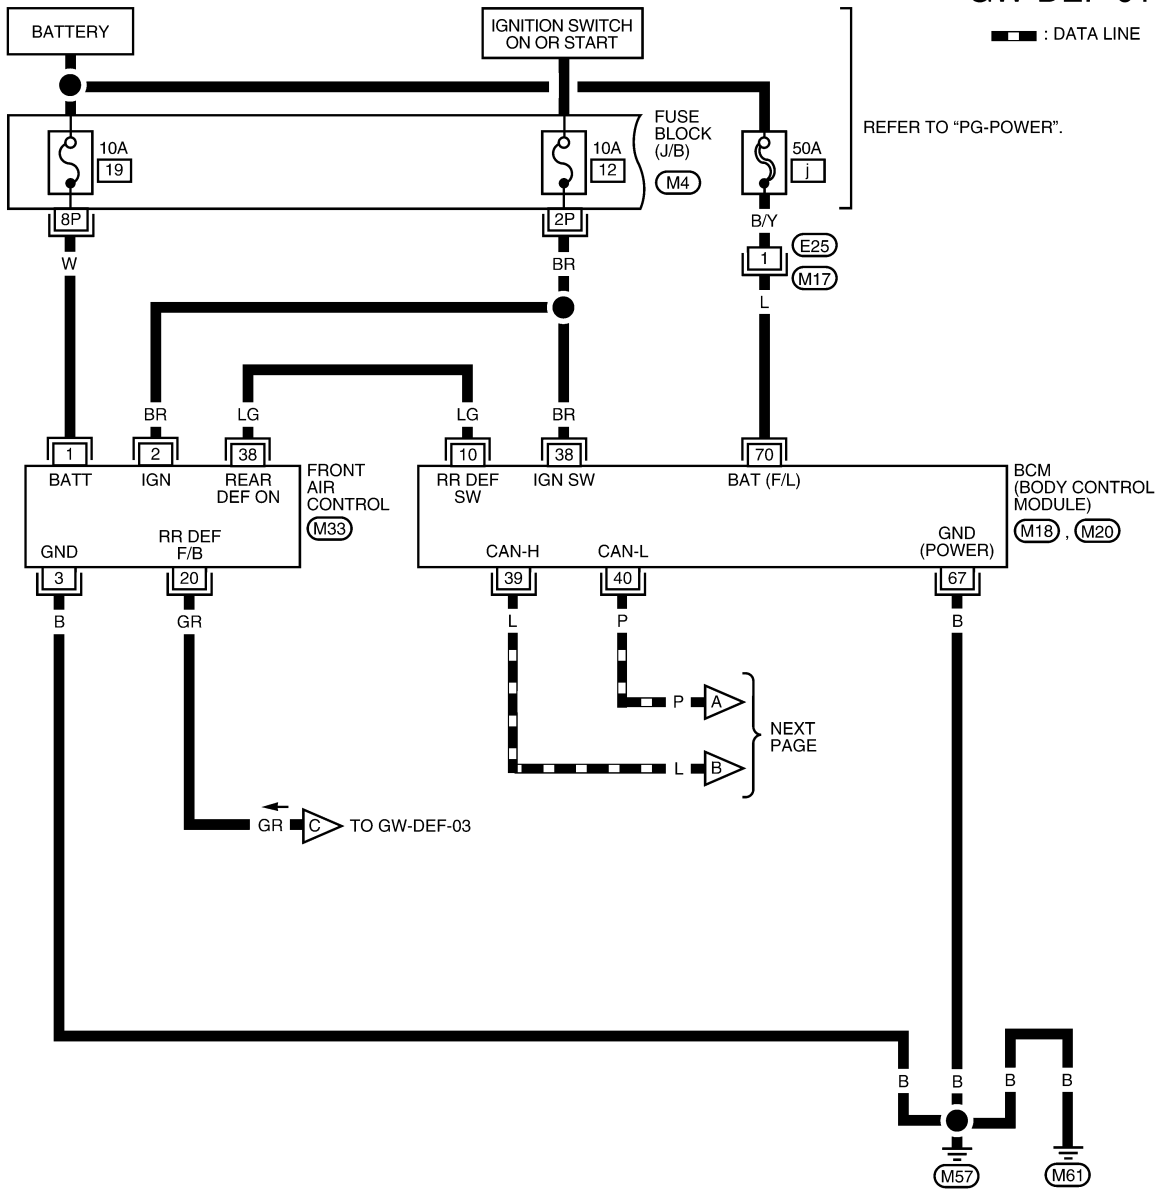 BATTERY
IGNITION SWITCH
ON OR START
: DATA LINE
REFER TO “PG-POWER”.
FUSE
BLOCK
(J/B)
M4
10A
19
10A
12
50A
j
8P
2P
B/Y
W
BR
1
E25
M17
L
BR
LG
LG
BR
1
2
38
10
38
70
BATT
IGN
REAR
DEF ON
FRONT
AIR
CONTROL
M33
RR DEF
SW
IGN SW
BAT (F/L)
BCM
(BODY CONTROL
MODULE)
M18 , M20
GND
RR DEF
F/B
CAN-H
CAN-L
GND
(POWER)
3
20
39
40
67
B
GR
L
P
B
P
A
L
B
NEXT
PAGE
GR
C
TO GW-DEF-03
B
B
B
B
M57
M61